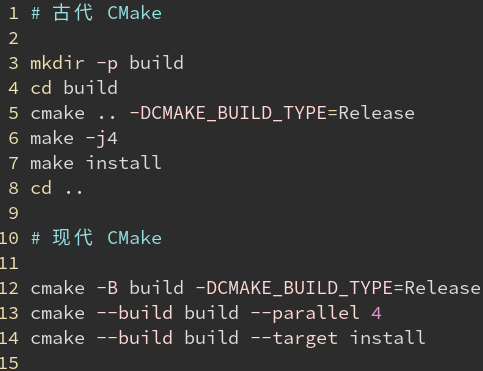 1 # 古代 CMake
2
3 mkdir -p build
4 cd build
5 cmake .. -DCMAKE_BUILD_TYPE=Release
6 make -j4
7 make install
8 cd ..
9
10 # 现代 CMake
11
12 cmake -B build -DCMAKE_BUILD_TYPE=Release
13 cmake --build build --parallel 4
14 cmake --build build --target install
15